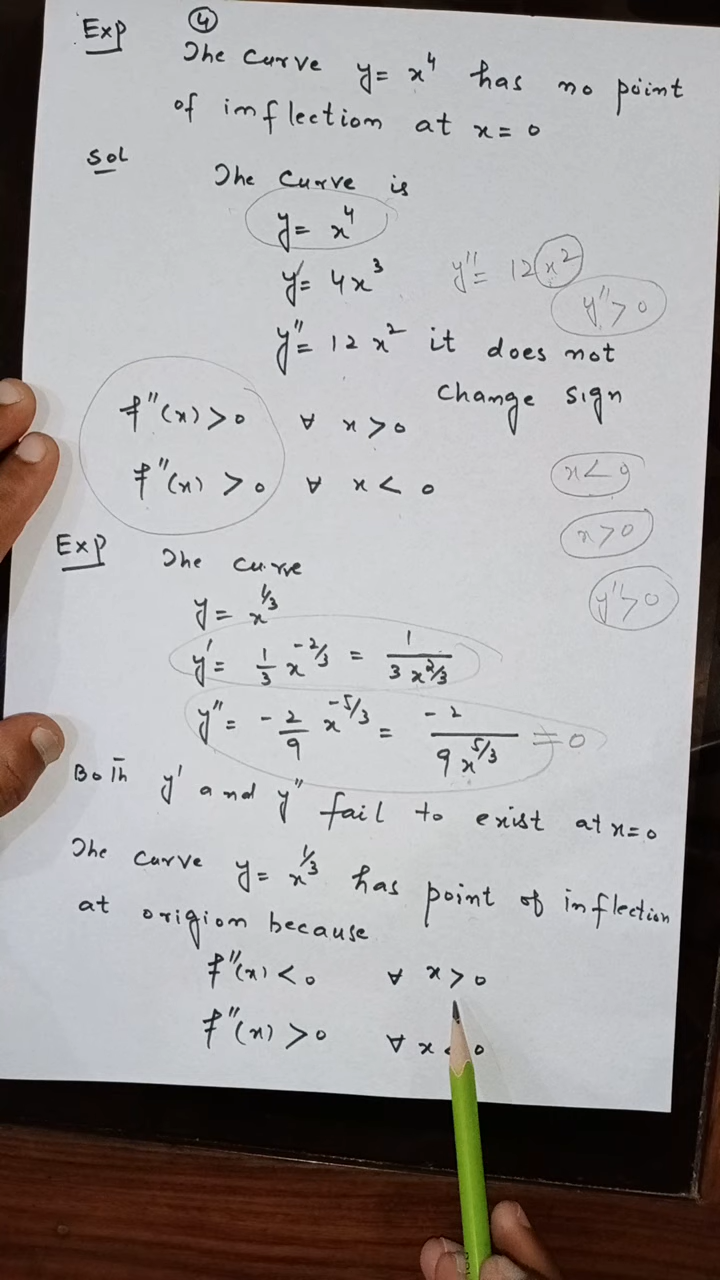 ④
Exp The curve y = x⁴ has no point
of inflection at x = 0
Sol The curve is
y = x⁴
y' = 4x³ y'' = 12x²
y'' > 0
y'' = 12x² it does not
change sign
f''(x) > 0 ∀ x > 0
f''(x) > 0 ∀ x < 0
x < 0
x > 0
y'' > 0
Exp The curve
y = x^{1/3}
y' = 1/3 x^{-2/3} = 1/(3x^{2/3})
y'' = -2/9 x^{-5/3} = -2/(9x^{5/3}) = 0
Both y' and y'' fail to exist at x=0
The curve y = x^{1/3} has point of inflection
at origion because
f''(x) < 0 ∀ x > 0
f''(x) > 0 ∀ x < 0